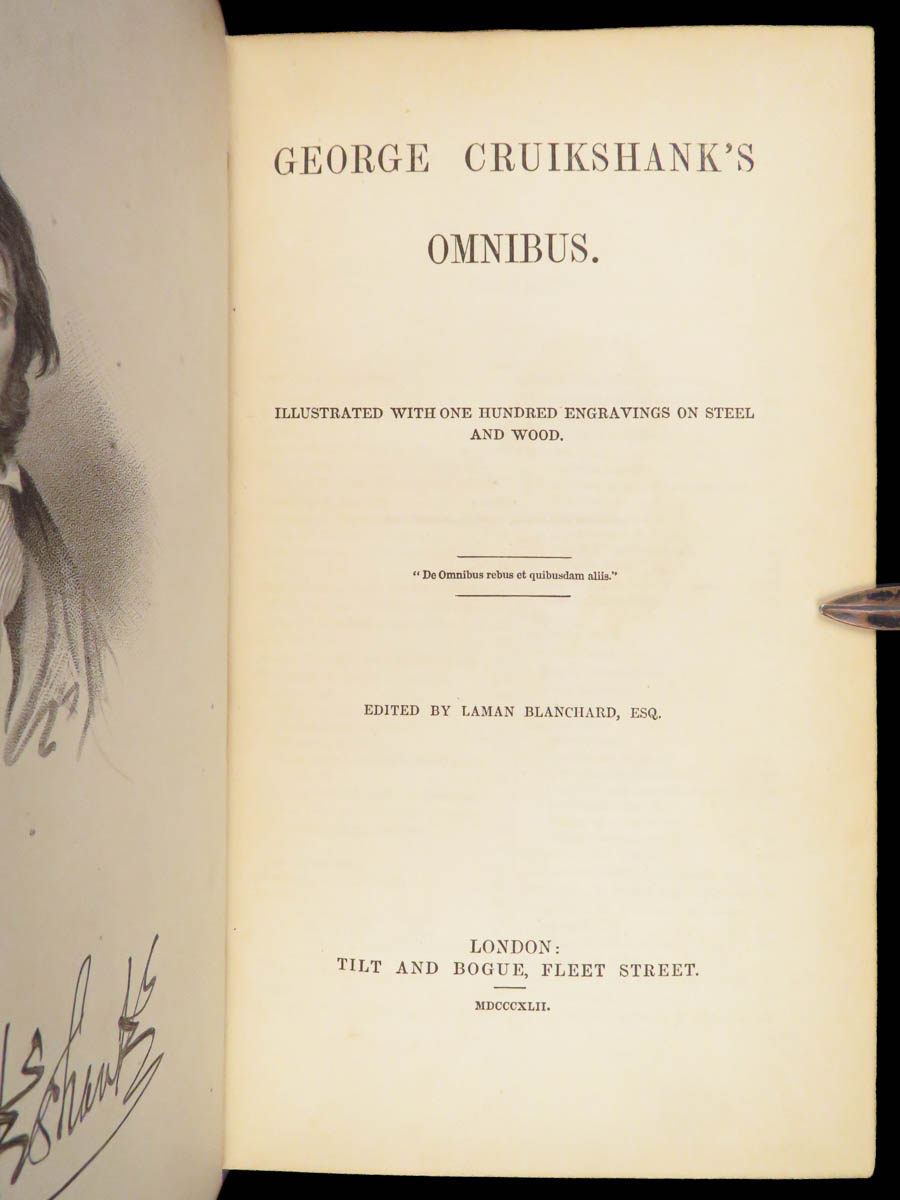 GEORGE CRUIKSHANK'S
OMNIBUS.
ILLUSTRATED WITH ONE HUNDRED ENGRAVINGS ON STEEL
AND WOOD.
"De Omnibus rebus et quibusdam aliis."
EDITED BY LAMAN BLANCHARD, ESQ.
LONDON:
TILT AND BOGUE, FLEET STREET.
MDCCCXLII.